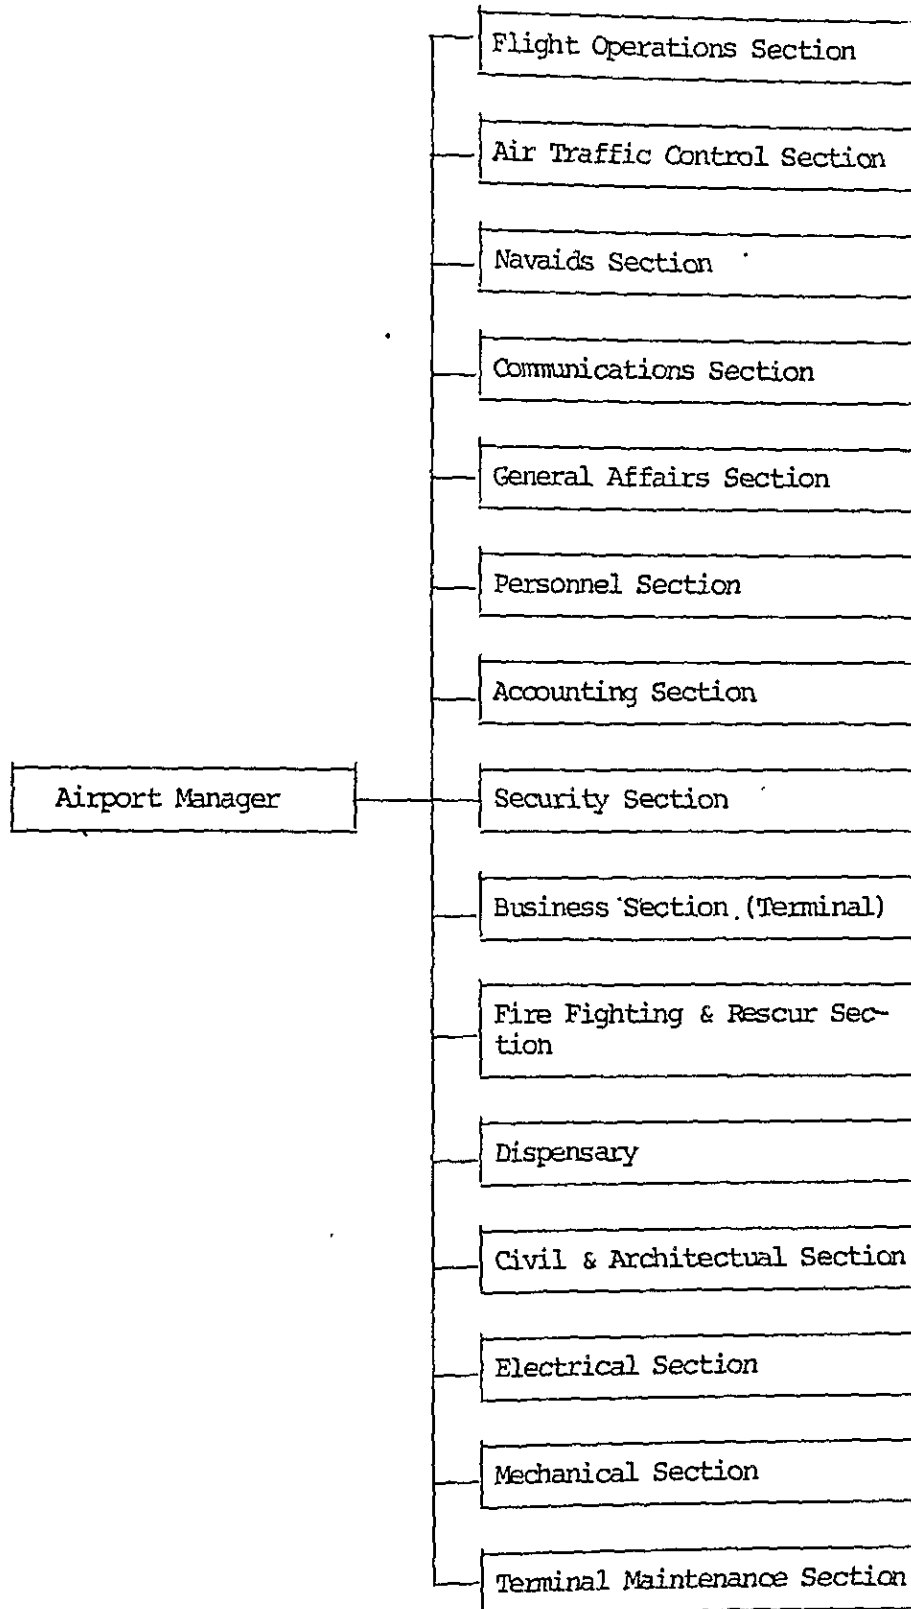 Flight Operations Section
Air Traffic Control Section
Navaids Section
Communications Section
General Affairs Section
Personnel Section
Accounting Section
Airport Manager
Security Section
Business Section (Terminal)
Fire Fighting & Rescur Sec-
tion
Dispensary
Civil & Architectual Section
Electrical Section
Mechanical Section
Terminal Maintenance Section